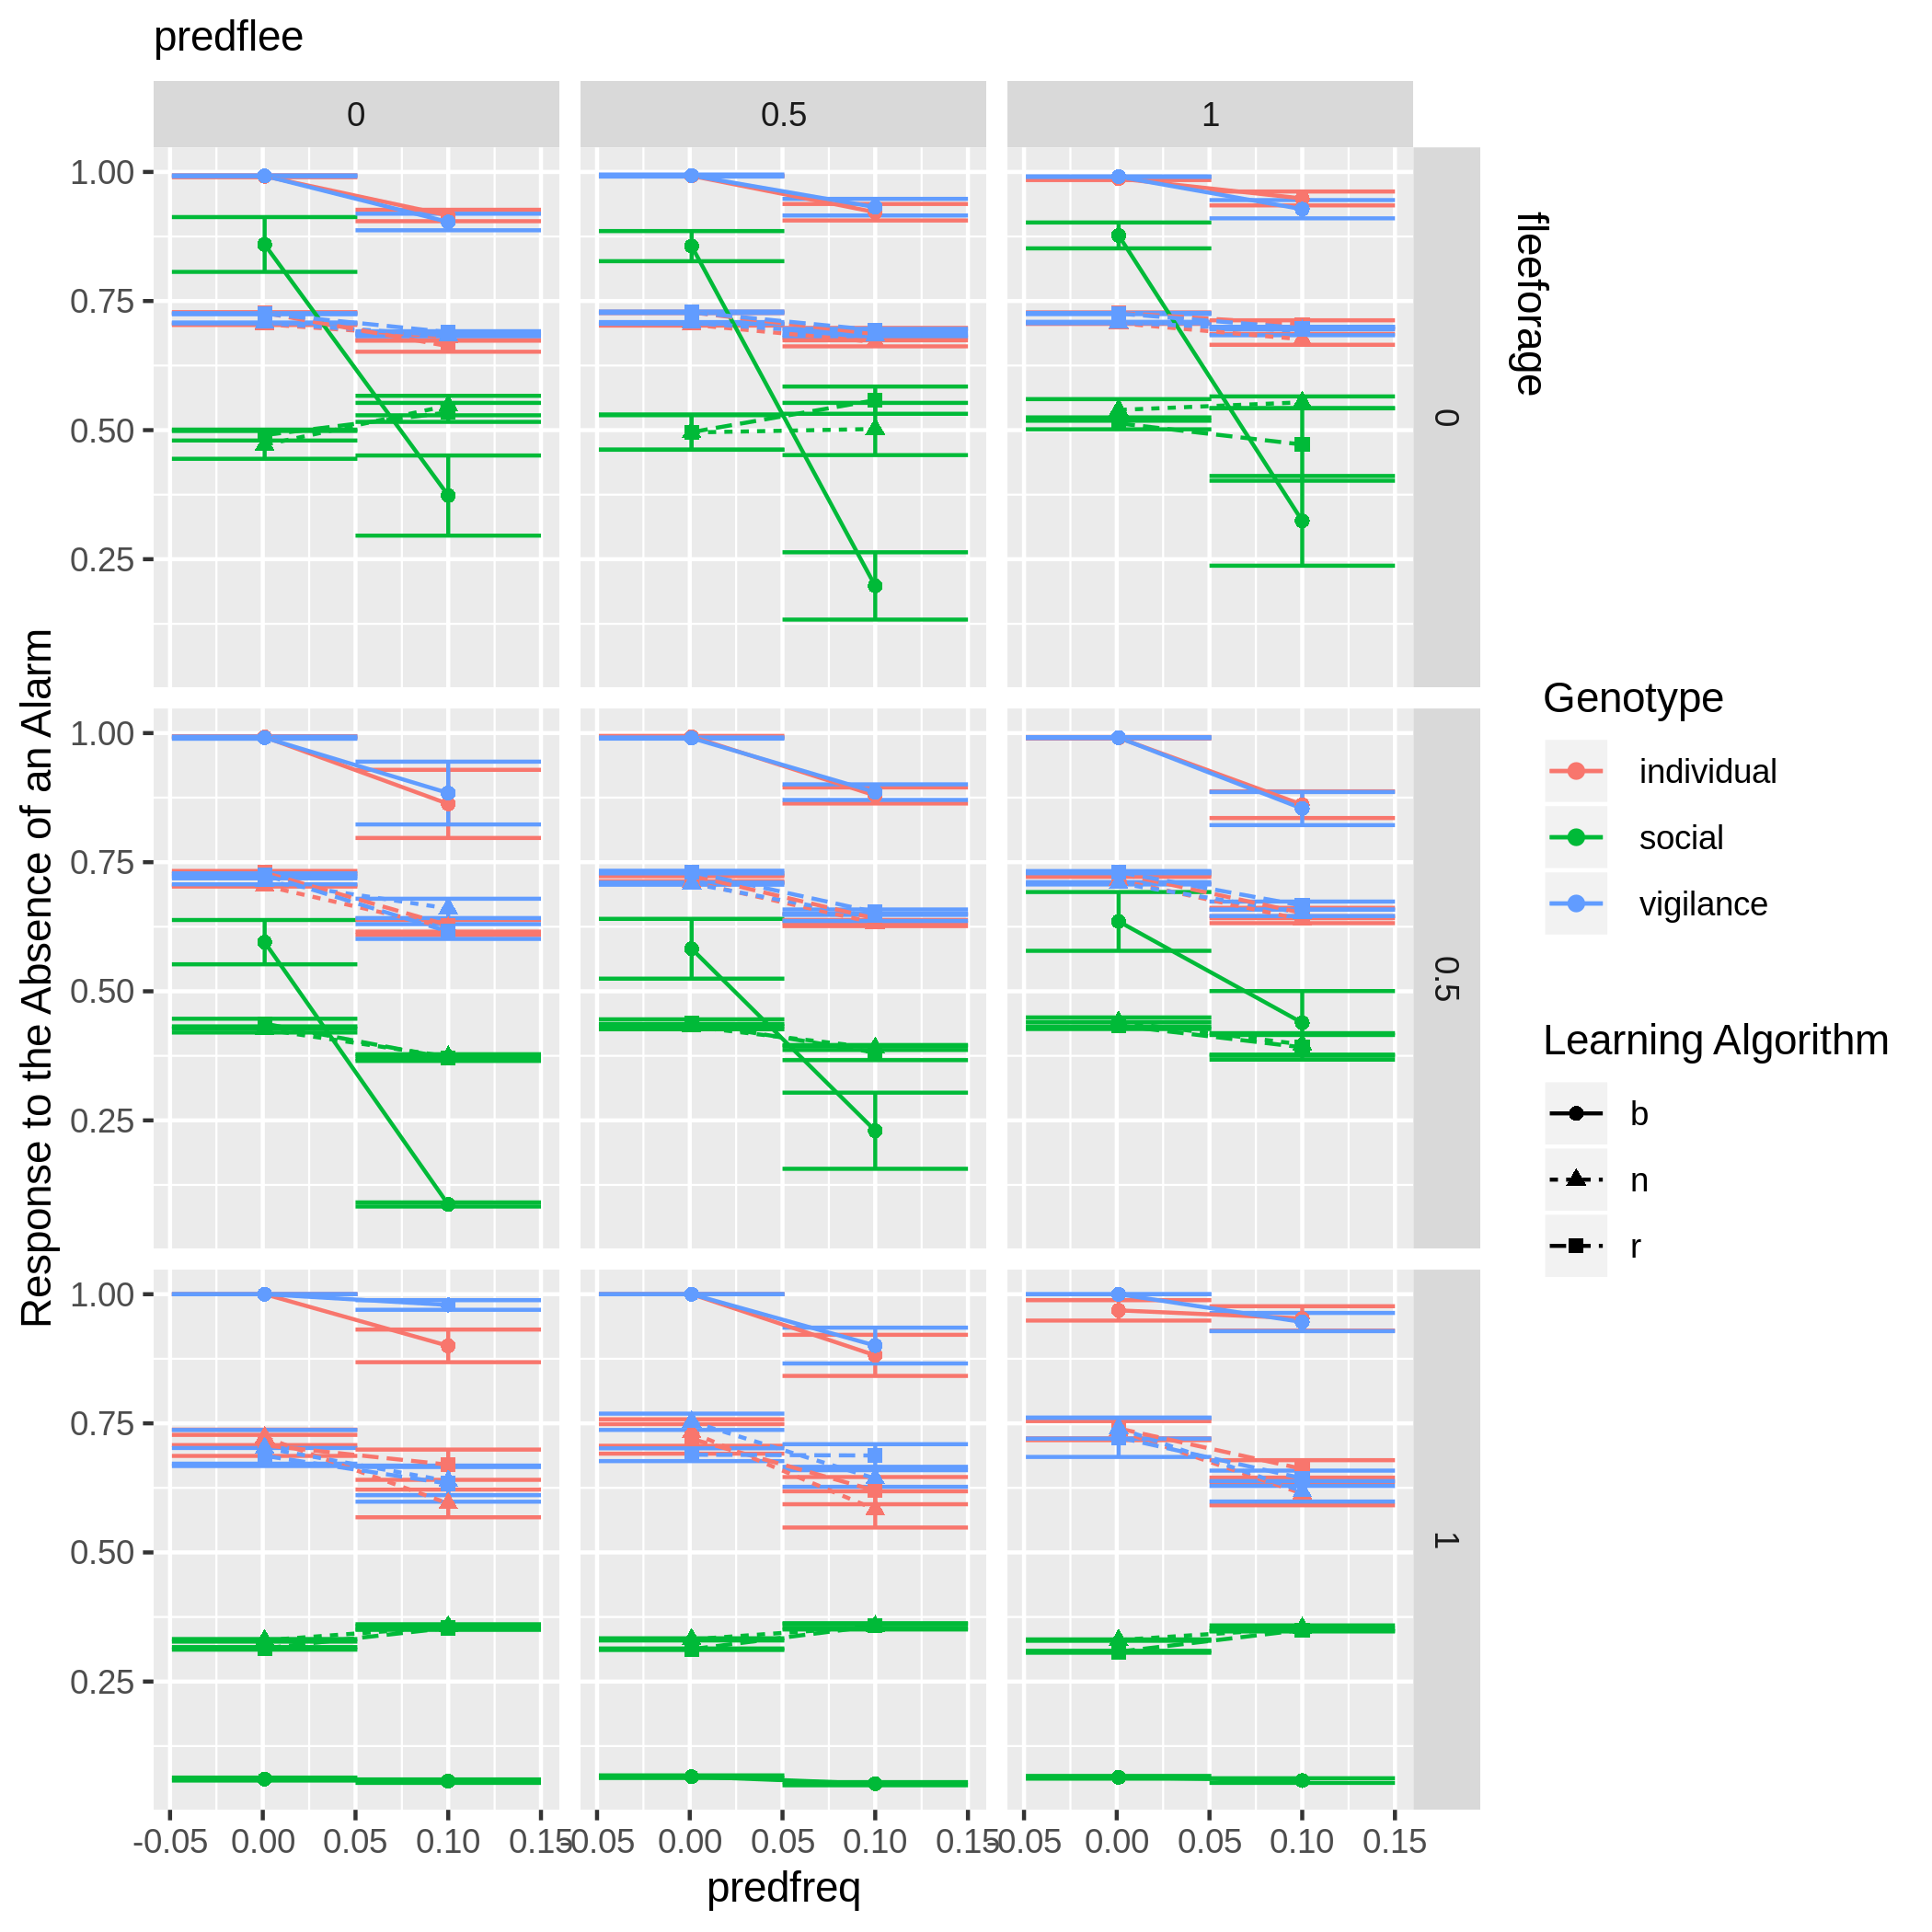 predflee
0
0.5
1
fleeforage
Response to the Absence of an Alarm
1.00
0.75
0.50
0.25
0
1.00
0.75
0.50
0.25
0.5
1.00
0.75
0.50
0.25
1
-0.05 0.00 0.05 0.10 0.15
-0.05 0.00 0.05 0.10 0.15
-0.05 0.00 0.05 0.10 0.15
predfreq
Genotype
individual
social
vigilance
Learning Algorithm
b
n
r